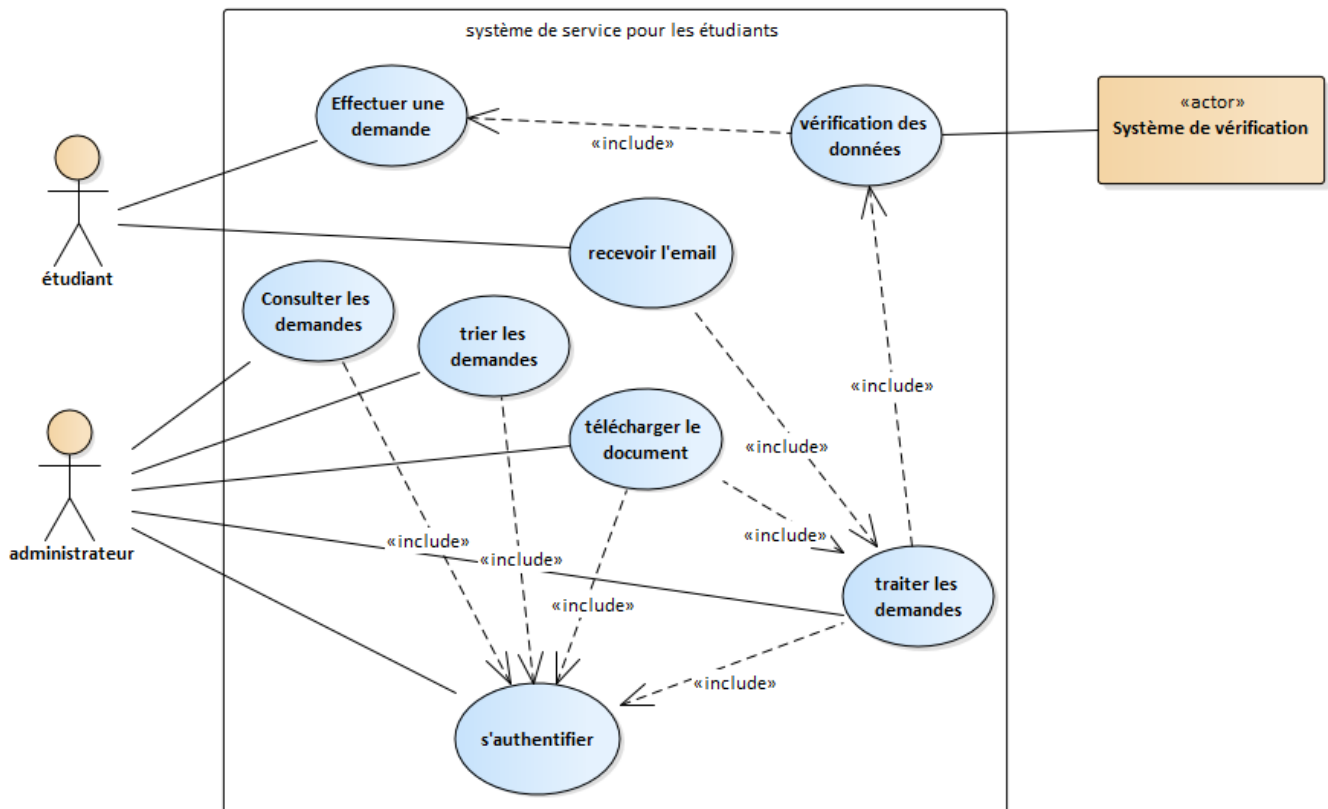 système de service pour les étudiants
Effectuer une
demande
«include»
vérification des
données
«actor»
Système de vérification
étudiant
recevoir l'email
Consulter les
demandes
trier les
demandes
«include»
télécharger le
document
«include»
administrateur
«include»
«include»
«include»
traiter les
demandes
«include»
«include»
s'authentifier